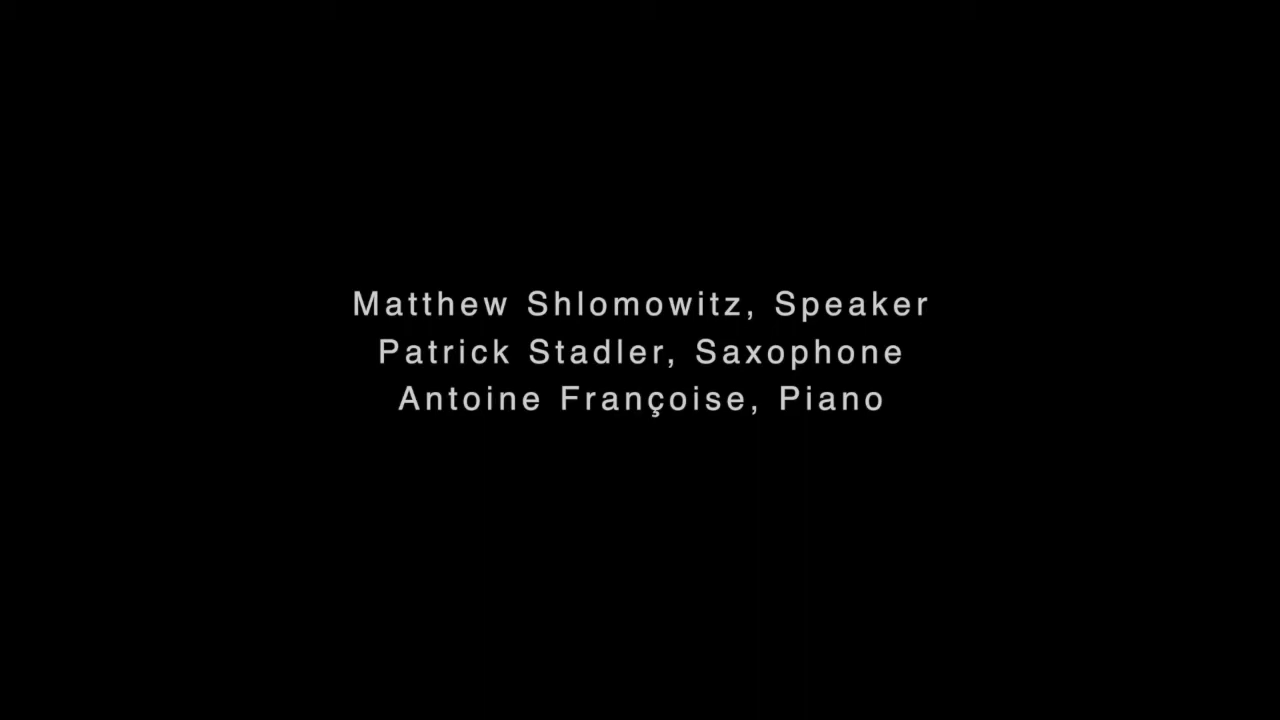 Matthew Shlomowitz, Speaker
Patrick Stadler, Saxophone
Antoine Françoise, Piano